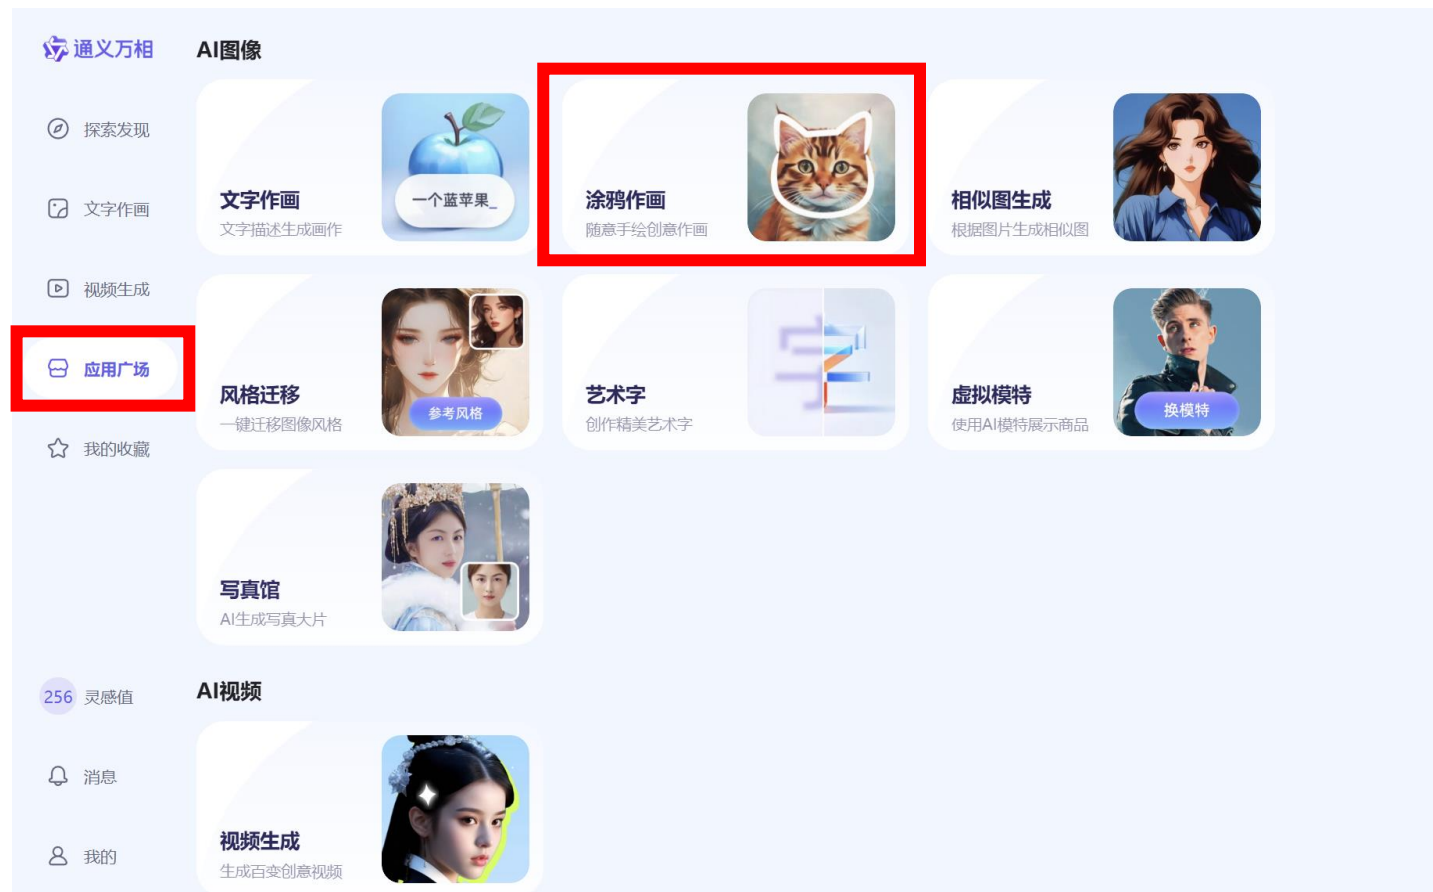 通义万相
探索发现
文字作画
视频生成
应用广场
我的收藏
256 灵感值
消息
我的
AI图像
文字作画
文字描述生成画作
一个蓝苹果_
涂鸦作画
随意手绘创意作画
相似图生成
根据图片生成相似图
风格迁移
一键迁移图像风格
参考风格
艺术字
创作精美艺术字
字
虚拟模特
使用AI模特展示商品
换模特
写真馆
AI生成写真大片
AI视频
视频生成
生成百变创意视频